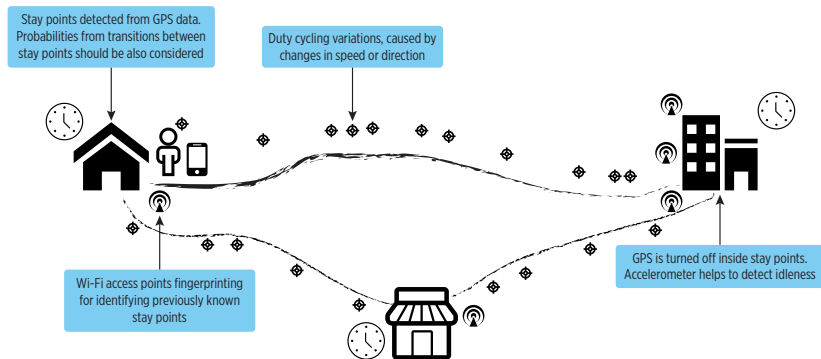 Stay points detected from GPS data.
Probabilities from transitions between
stay points should be also considered
Duty cycling variations, caused by
changes in speed or direction
Wi-Fi access points fingerprinting
for identifying previously known
stay points
GPS is turned off inside stay points.
Accelerometer helps to detect idleness